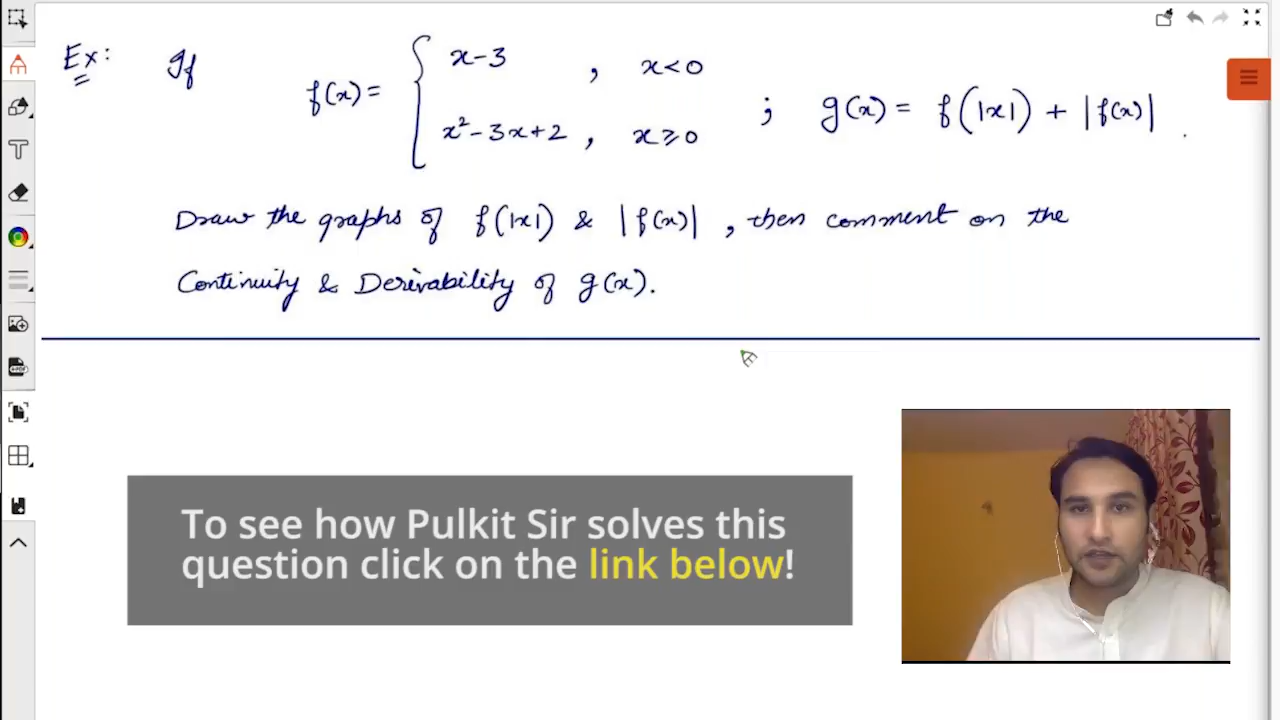 Ex: If f(x) = { x-3 , x<0
x²-3x+2 , x⩾0 ; g(x) = f(|x|) + |f(x)| .
Draw the graphs of f(|x|) & |f(x)| , then comment on the
Continuity & Derivability of g(x).
To see how Pulkit Sir solves this
question click on the link below!